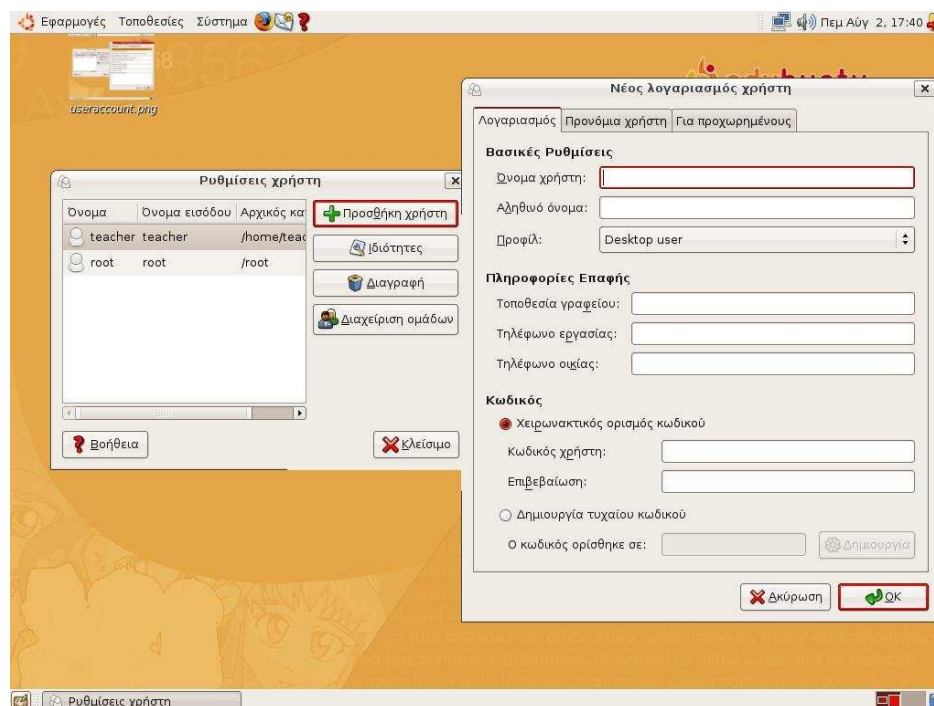 Εφαρμογές Τοποθεσίες Σύστημα Πεμ Αύγ 2, 17:40
useraccount.png
Νέος λογαριασμός χρήστη
Λογαριασμός Προνόμια χρήστη Για προχωρημένους
Βασικές Ρυθμίσεις
Όνομα χρήστη:
Αληθινό όνομα:
Προφίλ: Desktop user
Πληροφορίες Επαφής
Τοποθεσία γραφείου:
Τηλέφωνο εργασίας:
Τηλέφωνο οικίας:
Κωδικός
Χειρωνακτικός ορισμός κωδικού
Κωδικός χρήστη:
Επιβεβαίωση:
Δημιουργία τυχαίου κωδικού
Ο κωδικός ορίσθηκε σε: Δημιουργία
Ακύρωση OK
Ρυθμίσεις χρήστη
Όνομα Όνομα εισόδου Αρχικός κα
teacher teacher /home/teac
root root /root
Προσθήκη χρήστη
Ιδιότητες
Διαγραφή
Διαχείριση ομάδων
Βοήθεια Κλείσιμο
Ρυθμίσεις χρήστη